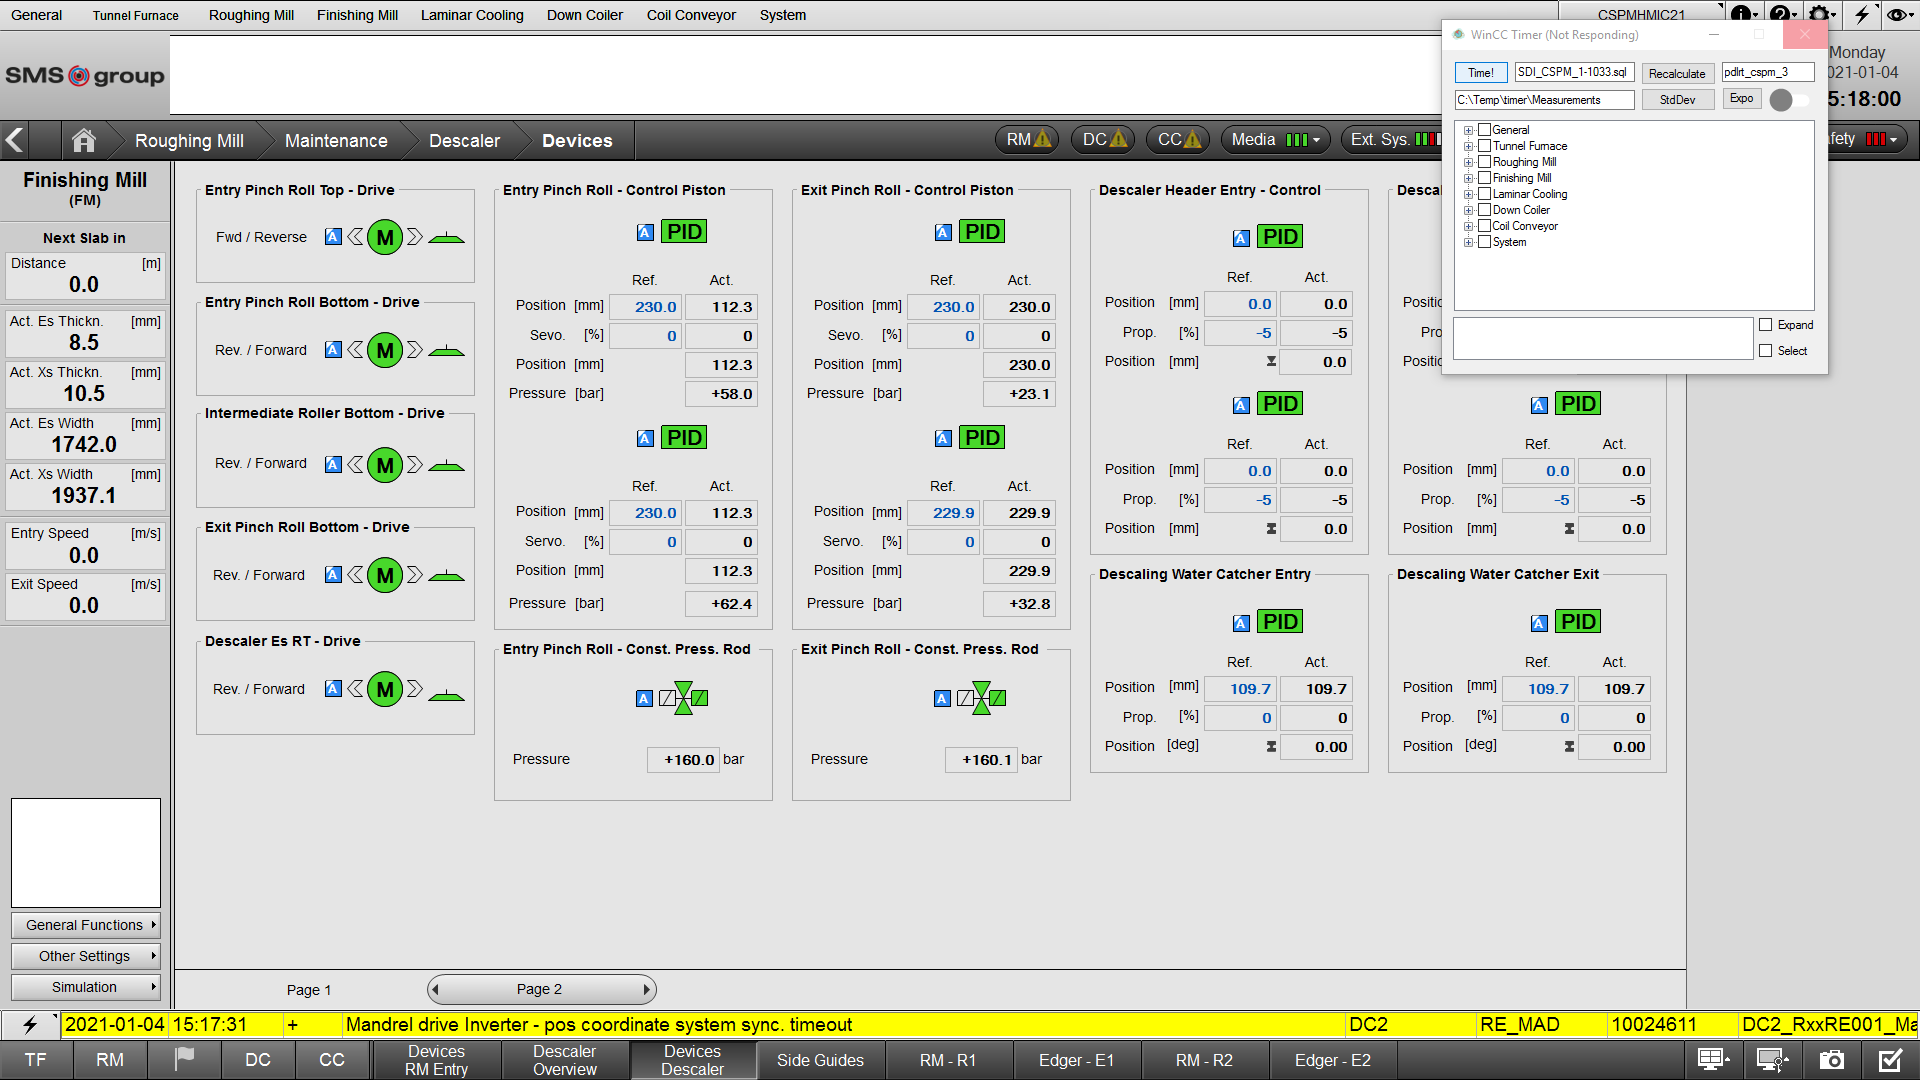 General Tunnel Furnace Roughing Mill Finishing Mill Laminar Cooling Down Coiler Coil Conveyor System CSPMHMIC21
SMS group
Monday
021-01-04
5:18:00
WinCC Timer (Not Responding)
Time! SDI_CSPM_1-1033.sql Recalculate pdlrt_cspm_3
C:\Temp\timer\Measurements StdDev Expo
General
Tunnel Furnace
Roughing Mill
Finishing Mill
Laminar Cooling
Down Coiler
Coil Conveyor
System
Expand
Select
Roughing Mill Maintenance Descaler Devices RM DC CC Media Ext. Sys. fety
Finishing Mill
(FM)
Next Slab in
Distance [m]
0.0
Act. Es Thickn. [mm]
8.5
Act. Xs Thickn. [mm]
10.5
Act. Es Width [mm]
1742.0
Act. Xs Width [mm]
1937.1
Entry Speed [m/s]
0.0
Exit Speed [m/s]
0.0
General Functions
Other Settings
Simulation
Entry Pinch Roll Top - Drive
Fwd / Reverse A M
Entry Pinch Roll Bottom - Drive
Rev. / Forward A M
Intermediate Roller Bottom - Drive
Rev. / Forward A M
Exit Pinch Roll Bottom - Drive
Rev. / Forward A M
Descaler Es RT - Drive
Rev. / Forward A M
Entry Pinch Roll - Control Piston
A PID
Ref. Act.
Position [mm] 230.0 112.3
Sevo. [%] 0 0
Position [mm] 112.3
Pressure [bar] +58.0
A PID
Ref. Act.
Position [mm] 230.0 112.3
Servo. [%] 0 0
Position [mm] 112.3
Pressure [bar] +62.4
Entry Pinch Roll - Const. Press. Rod
A
Pressure +160.0 bar
Exit Pinch Roll - Control Piston
A PID
Ref. Act.
Position [mm] 230.0 230.0
Sevo. [%] 0 0
Position [mm] 230.0
Pressure [bar] +23.1
A PID
Ref. Act.
Position [mm] 229.9 229.9
Servo. [%] 0 0
Position [mm] 229.9
Pressure [bar] +32.8
Exit Pinch Roll - Const. Press. Rod
A
Pressure +160.1 bar
Descaler Header Entry - Control
A PID
Ref. Act.
Position [mm] 0.0 0.0
Prop. [%] -5 -5
Position [mm] 0.0
A PID
Ref. Act.
Position [mm] 0.0 0.0
Prop. [%] -5 -5
Position [mm] 0.0
Descaling Water Catcher Entry
A PID
Ref. Act.
Position [mm] 109.7 109.7
Prop. [%] 0 0
Position [deg] 0.00
Desca
Positio
Prop.
Positio
A PID
Ref. Act.
Position [mm] 0.0 0.0
Prop. [%] -5 -5
Position [mm] 0.0
Descaling Water Catcher Exit
A PID
Ref. Act.
Position [mm] 109.7 109.7
Prop. [%] 0 0
Position [deg] 0.00
Page 1 Page 2
2021-01-04 15:17:31 + Mandrel drive Inverter - pos coordinate system sync. timeout DC2 RE_MAD 10024611 DC2_RxxRE001_Ma
TF RM DC CC Devices RM Entry Descaler Overview Devices Descaler Side Guides RM - R1 Edger - E1 RM - R2 Edger - E2